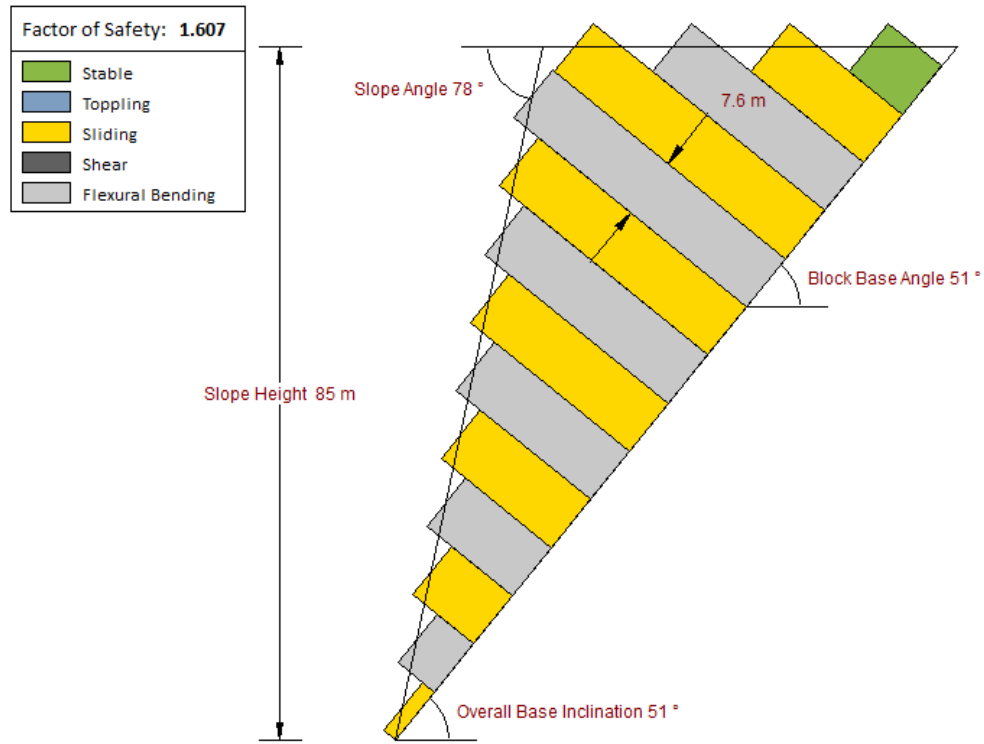 Factor of Safety: 1.607
Stable
Toppling
Sliding
Shear
Flexural Bending
Slope Angle 78 °
7.6 m
Block Base Angle 51 °
Slope Height 85 m
Overall Base Inclination 51 °